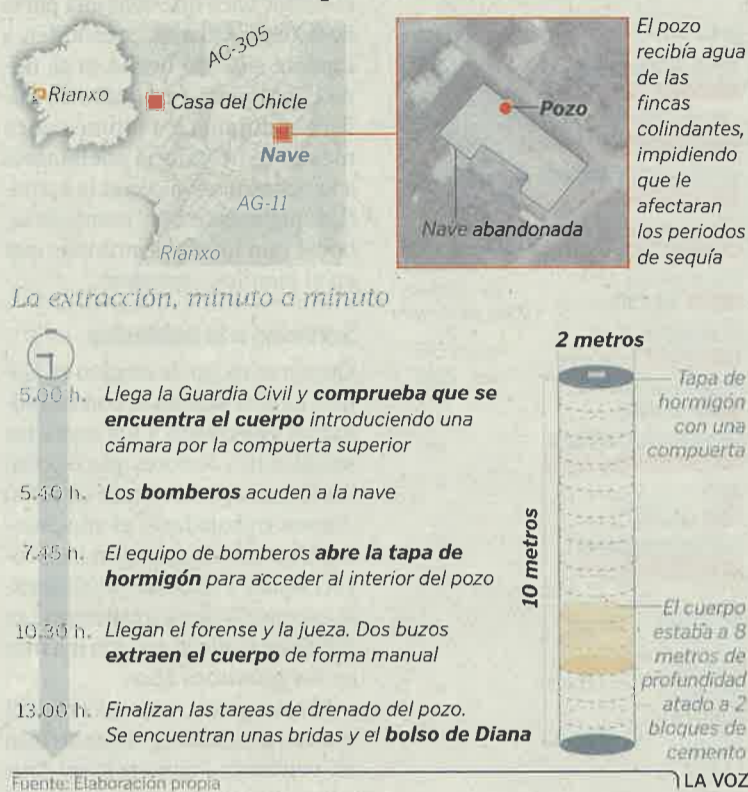 AC-305
Rianxo
Casa del Chicle
Nave
AG-11
Rianxo
Pozo
Nave abandonada
El pozo
recibía agua
de las
fincas
colindantes,
impidiendo
que le
afectaran
los periodos
de sequía
La extracción, minuto a minuto
5.00 h. Llega la Guardia Civil y comprueba que se
encuentra el cuerpo introduciendo una
cámara por la compuerta superior
5.40 h. Los bomberos acuden a la nave
7.45 h. El equipo de bomberos abre la tapa de
hormigón para acceder al interior del pozo
10.30 h. Llegan el forense y la jueza. Dos buzos
extraen el cuerpo de forma manual
13.00 h. Finalizan las tareas de drenado del pozo.
Se encuentran unas bridas y el bolso de Diana
2 metros
10 metros
Tapa de
hormigón
con una
compuerta
El cuerpo
estaba a 8
metros de
profundidad
atado a 2
bloques de
cemento
Fuente: Elaboración propia
LA VOZ